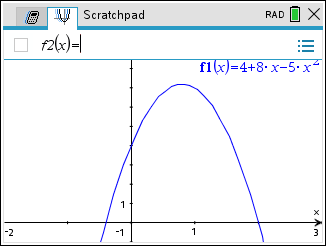 Scratchpad RAD
f2(x)=
f1(x)=4+8·x−5·x²
1
x
-2 -1 1 3